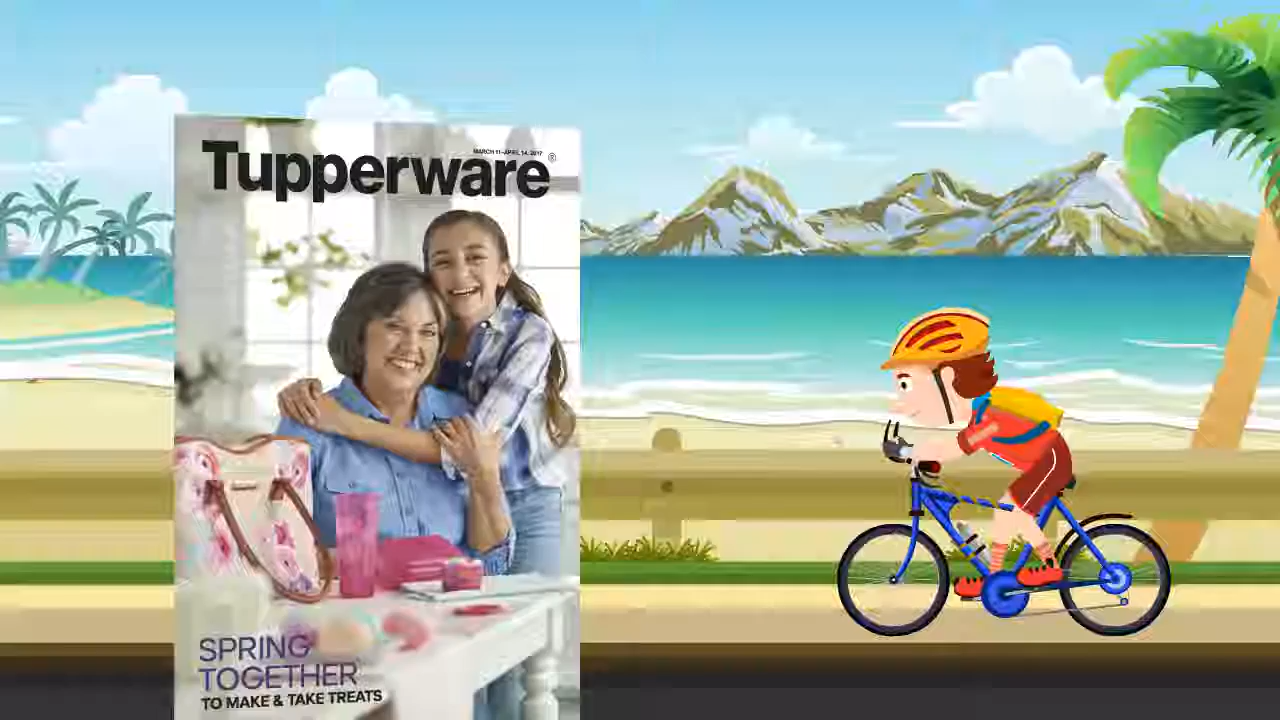 MARCH 11-APRIL 14, 2017
Tupperware®
SPRING
TOGETHER
TO MAKE & TAKE TREATS